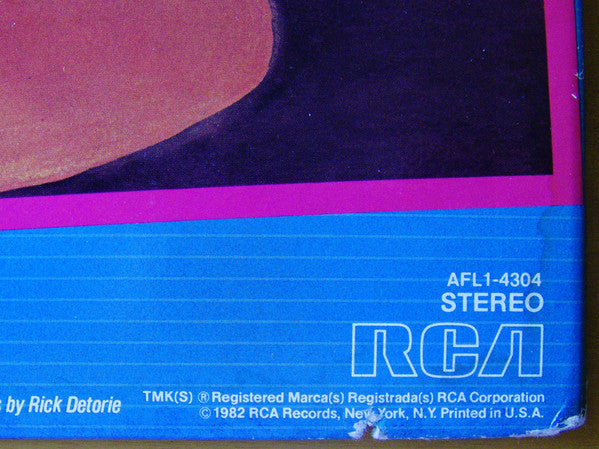 AFL1-4304
STEREO
RCA
by Rick Detorie
TMK(S) ® Registered Marca(s) Registrada(s) RCA Corporation
© 1982 RCA Records, New York, N.Y. Printed in U.S.A.